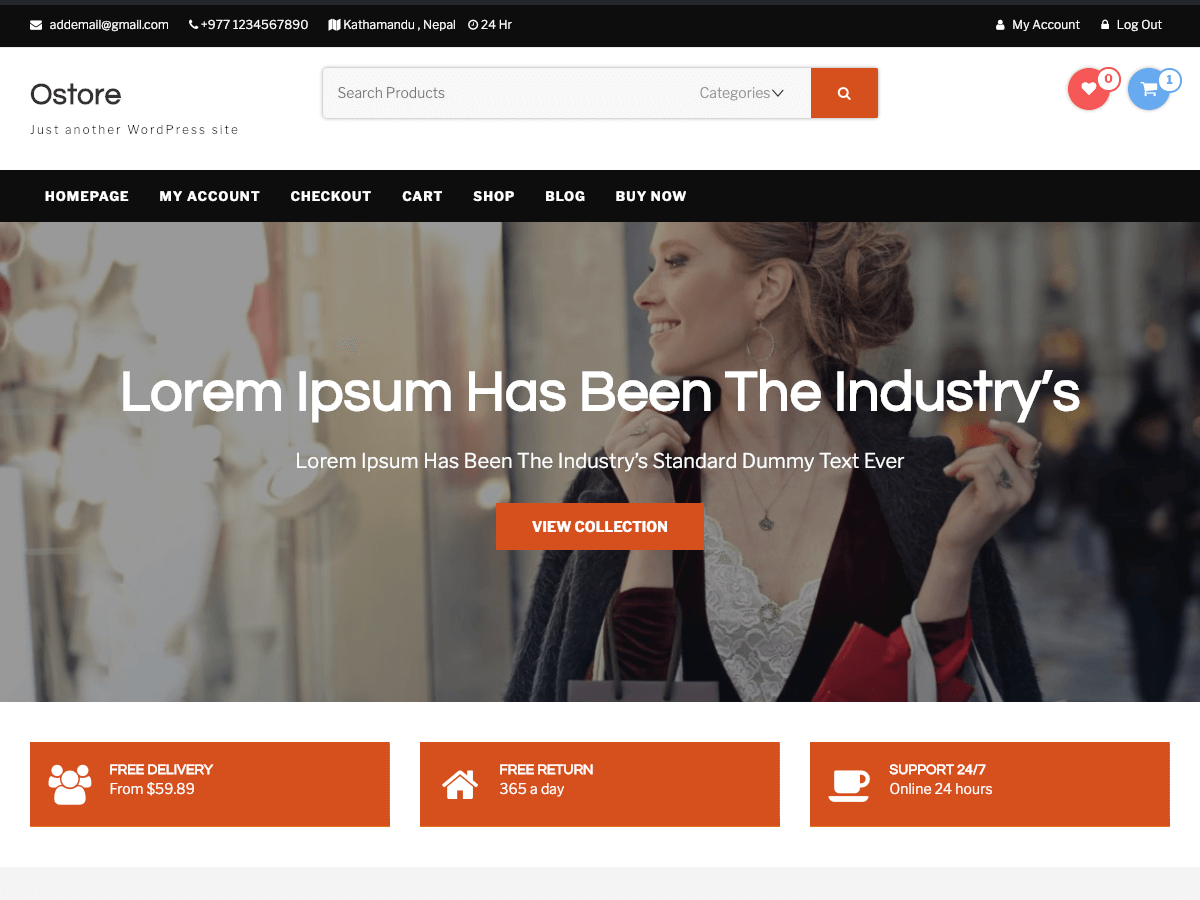 addemail@gmail.com +977 1234567890 Kathamandu , Nepal 24 Hr My Account Log Out
Ostore
Just another WordPress site
Search Products Categories
0
1
HOMEPAGE MY ACCOUNT CHECKOUT CART SHOP BLOG BUY NOW
Lorem Ipsum Has Been The Industry’s
Lorem Ipsum Has Been The Industry’s Standard Dummy Text Ever
VIEW COLLECTION
FREE DELIVERY
From $59.89
FREE RETURN
365 a day
SUPPORT 24/7
Online 24 hours